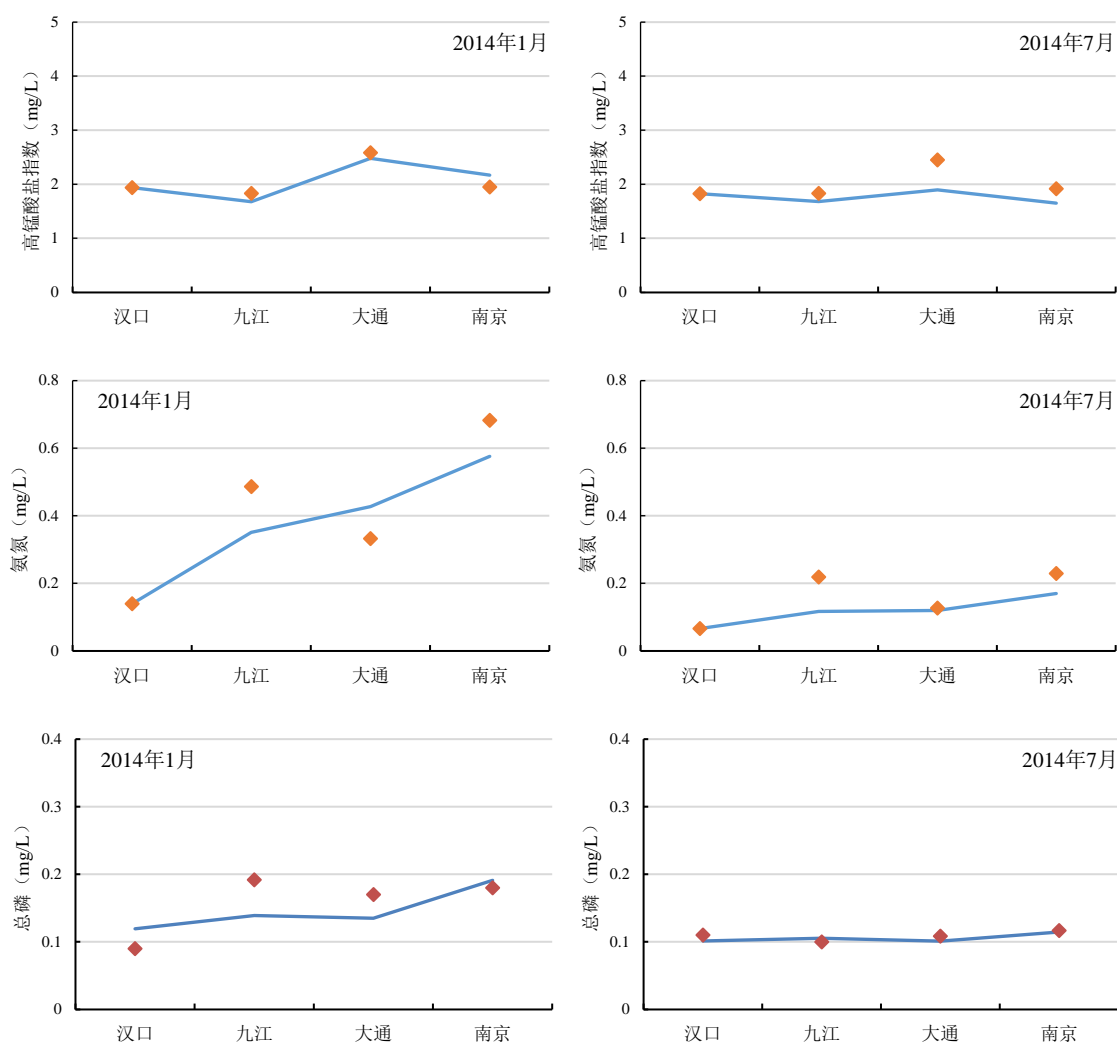 2014年1月
高锰酸盐指数（mg/L）
5
4
3
2
1
0
汉口 九江 大通 南京
2014年7月
高锰酸盐指数（mg/L）
5
4
3
2
1
0
汉口 九江 大通 南京
2014年1月
氨氮（mg/L）
0.8
0.6
0.4
0.2
0
汉口 九江 大通 南京
2014年7月
氨氮（mg/L）
0.8
0.6
0.4
0.2
0
汉口 九江 大通 南京
2014年1月
总磷（mg/L）
0.4
0.3
0.2
0.1
0
汉口 九江 大通 南京
2014年7月
总磷（mg/L）
0.4
0.3
0.2
0.1
0
汉口 九江 大通 南京